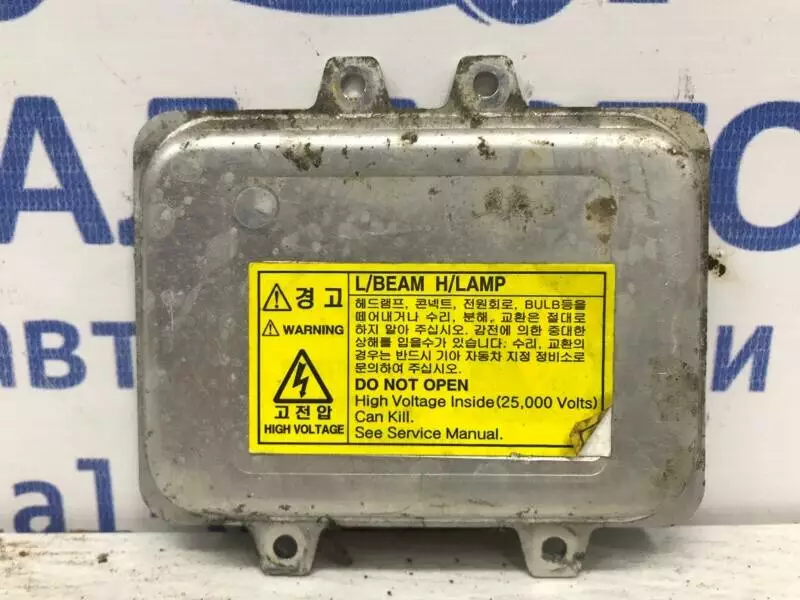 L/BEAM H/LAMP
경 고
WARNING
고 전 압
HIGH VOLTAGE
헤드램프, 콘넥트, 전원회로, BULB등을
떼어내거나 수리, 분해, 교환은 절대로
하지 말아 주십시오. 감전에 의한 중대한
상해를 입을수가 있습니다. 수리, 교환의
경우는 반드시 기아 자동차 지정 정비소로
문의하여 주십시오.
DO NOT OPEN
High Voltage Inside(25,000 Volts)
Can Kill.
See Service Manual.